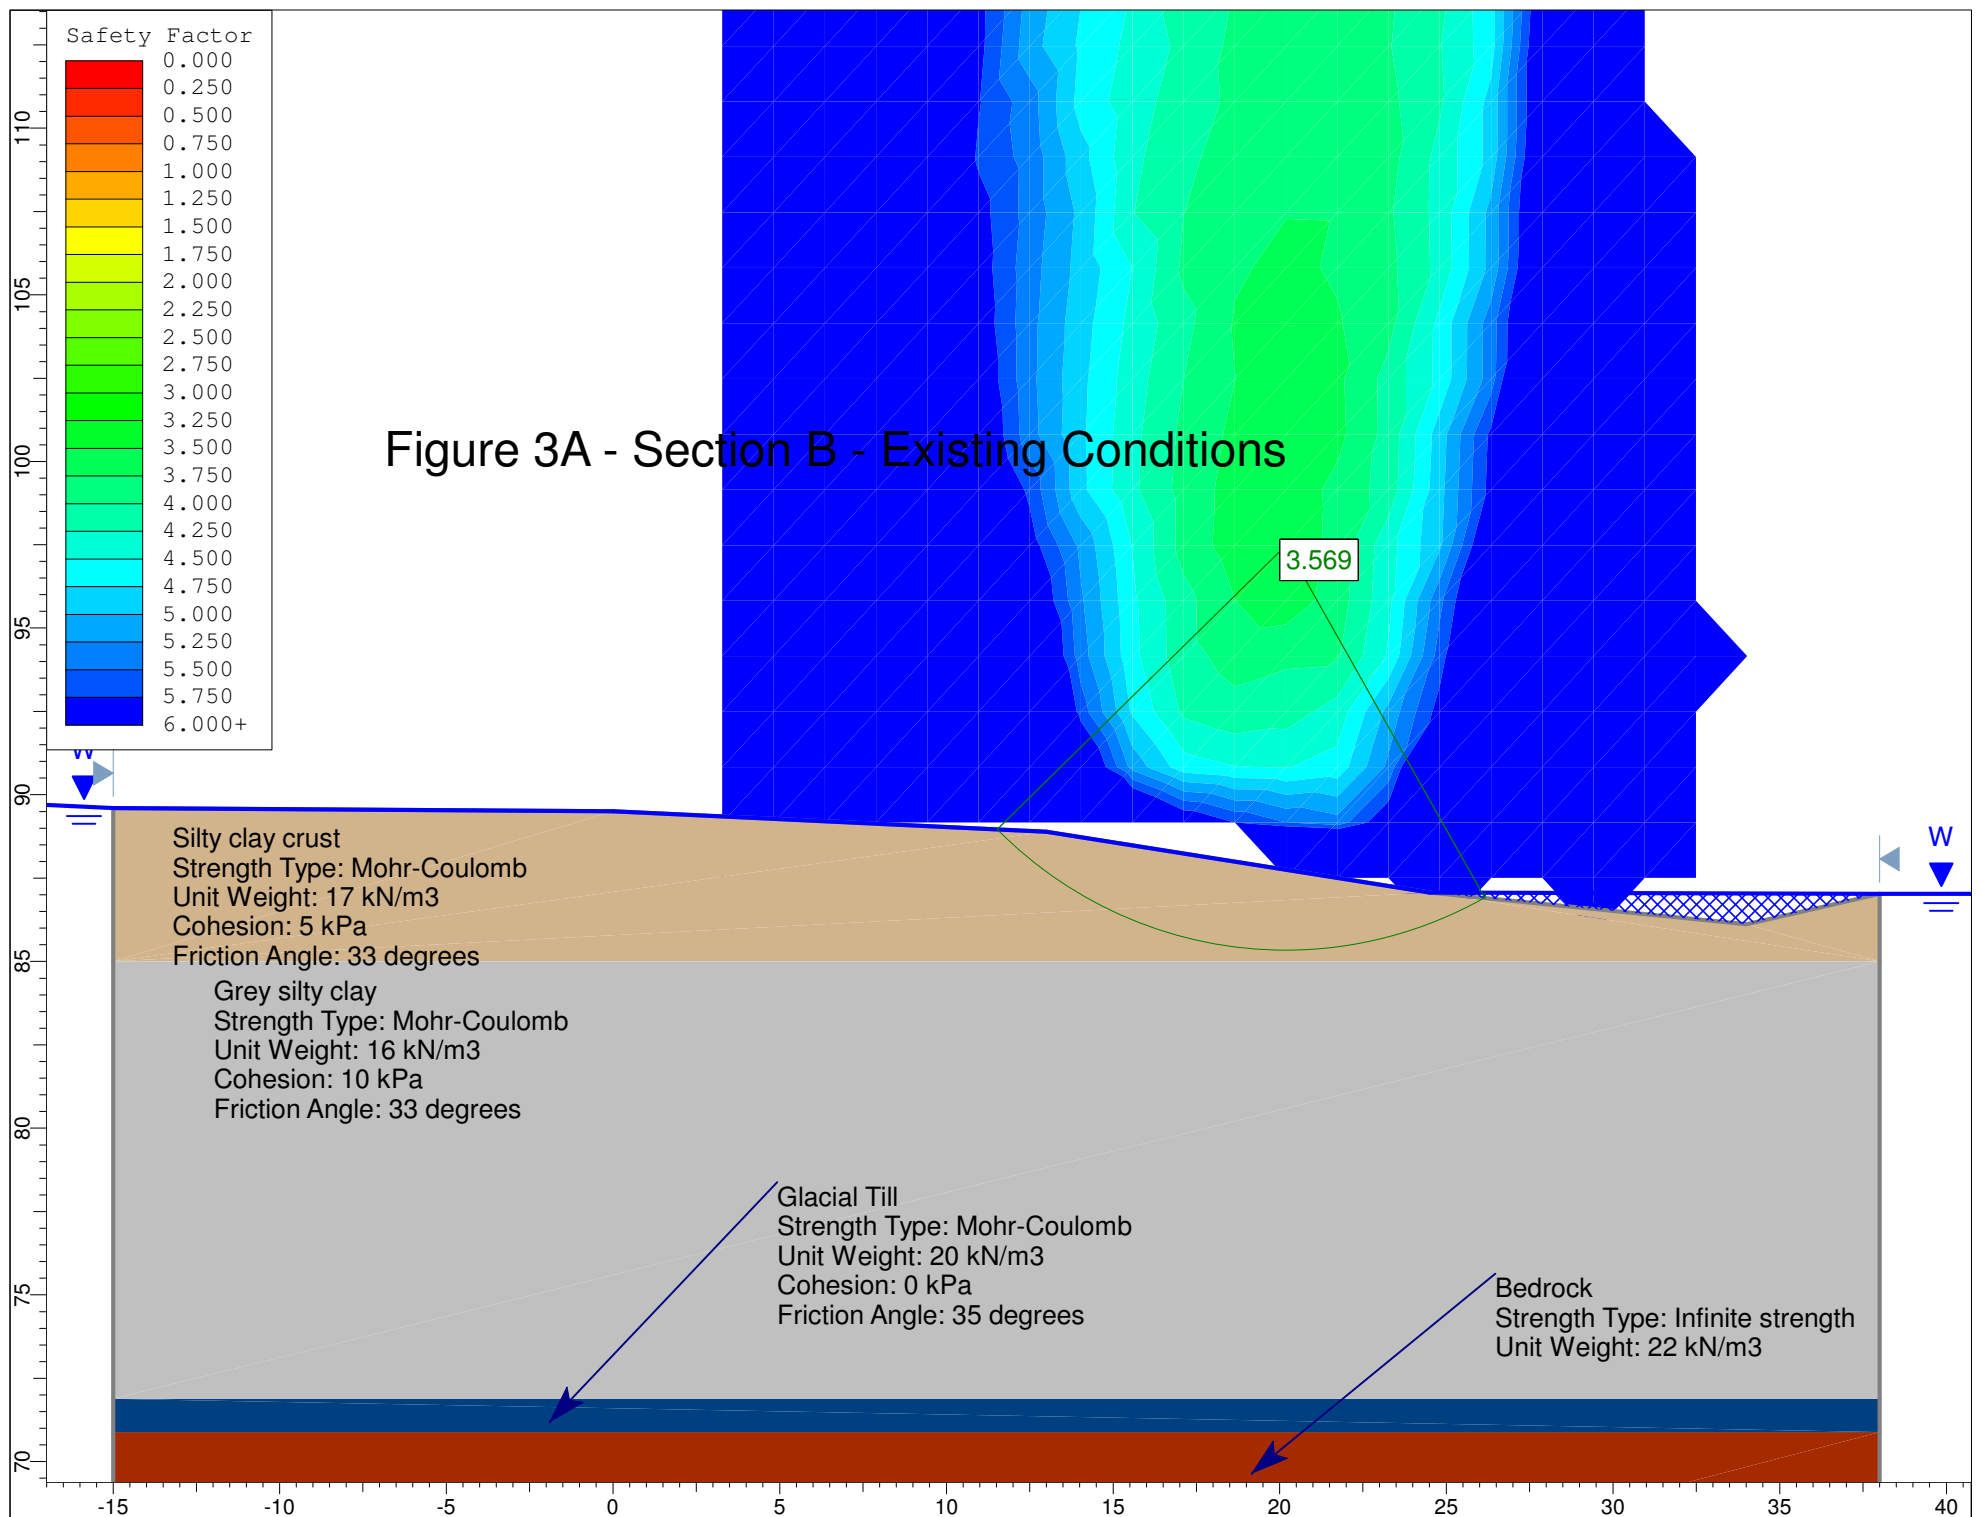 Safety Factor
0.000
0.250
0.500
0.750
1.000
1.250
1.500
1.750
2.000
2.250
2.500
2.750
3.000
3.250
3.500
3.750
4.000
4.250
4.500
4.750
5.000
5.250
5.500
5.750
6.000+
110
105
100
95
90
85
80
75
70
Figure 3A - Section B - Existing Conditions
3.569
W
W
Silty clay crust
Strength Type: Mohr-Coulomb
Unit Weight: 17 kN/m3
Cohesion: 5 kPa
Friction Angle: 33 degrees
Grey silty clay
Strength Type: Mohr-Coulomb
Unit Weight: 16 kN/m3
Cohesion: 10 kPa
Friction Angle: 33 degrees
Glacial Till
Strength Type: Mohr-Coulomb
Unit Weight: 20 kN/m3
Cohesion: 0 kPa
Friction Angle: 35 degrees
Bedrock
Strength Type: Infinite strength
Unit Weight: 22 kN/m3
-15 -10 -5 0 5 10 15 20 25 30 35 40